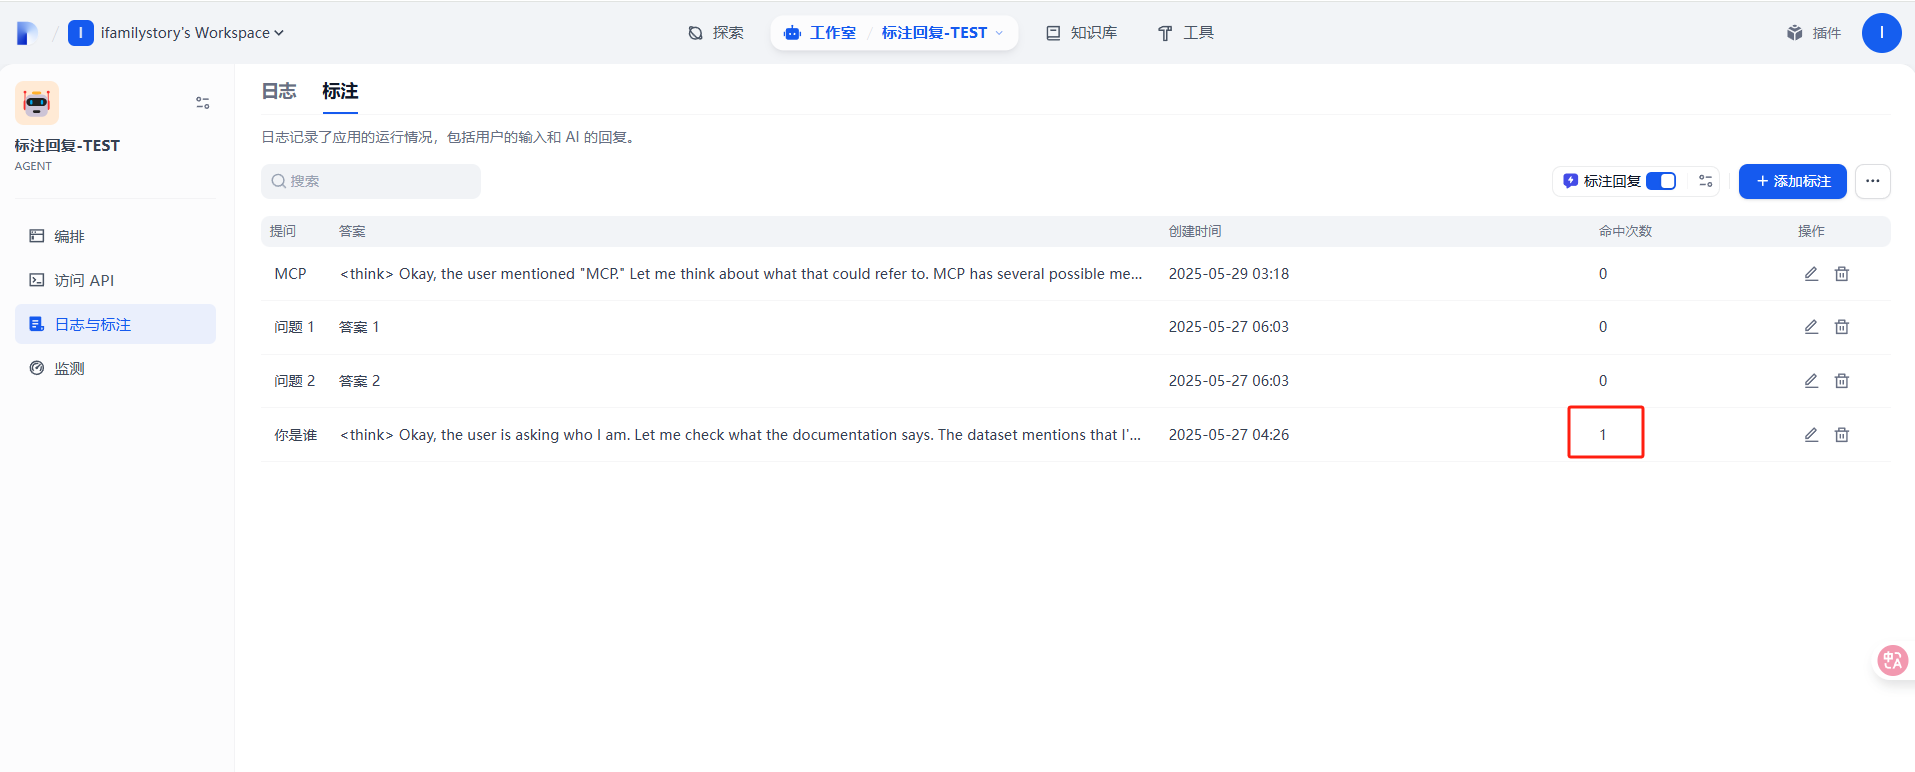 / I ifamilystory's Workspace
探索
工作室 / 标注回复-TEST
知识库
工具
插件
I
标注回复-TEST
AGENT
编排
访问 API
日志与标注
监测
日志 标注
日志记录了应用的运行情况，包括用户的输入和 AI 的回复。
搜索
标注回复
+ 添加标注
...
提问 答案 创建时间 命中次数 操作
MCP <think> Okay, the user mentioned "MCP." Let me think about what that could refer to. MCP has several possible me... 2025-05-29 03:18 0
问题 1 答案 1 2025-05-27 06:03 0
问题 2 答案 2 2025-05-27 06:03 0
你是谁 <think> Okay, the user is asking who I am. Let me check what the documentation says. The dataset mentions that I'... 2025-05-27 04:26 1
中 A